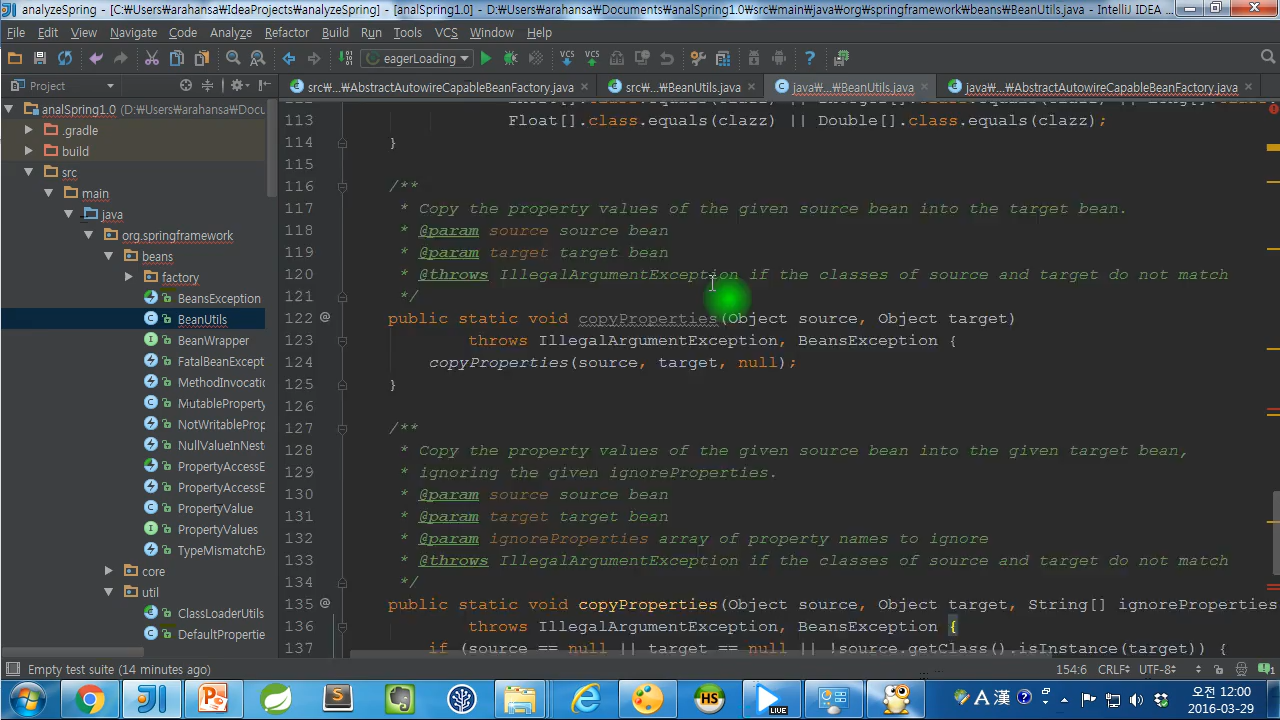 analyzeSpring - [C:₩Users₩arahansa₩IdeaProjects₩analyzeSpring] - [analSpring1.0] - D:₩Users₩arahansa₩Documents₩analSpring1.0₩src₩main₩java₩org₩springframework₩beans₩BeanUtils.java - IntelliJ IDEA ...
File Edit View Navigate Code Analyze Refactor Build Run Tools VCS Window Help
eagerLoading VCS VCS
Project
src₩...₩AbstractAutowireCapableBeanFactory.java
src₩...₩BeanUtils.java
java₩...₩BeanUtils.java
java₩...₩AbstractAutowireCapableBeanFactory.java
analSpring1.0 (D:₩Users₩arahansa₩Docu
.gradle
build
src
main
java
org.springframework
beans
factory
BeansException
BeanUtils
BeanWrapper
FatalBeanExcept
MethodInvocatio
MutableProperty
NotWritableProp
NullValueInNest
PropertyAccessE
PropertyAccessE
PropertyValue
PropertyValues
TypeMismatchEx
core
util
ClassLoaderUtils
DefaultPropertie
113 Float[].class.equals(clazz) || Double[].class.equals(clazz);
114 }
115
116 /**
117 * Copy the property values of the given source bean into the target bean.
118 * @param source source bean
119 * @param target target bean
120 * @throws IllegalArgumentException if the classes of source and target do not match
121 */
122 @ public static void copyProperties(Object source, Object target)
123 throws IllegalArgumentException, BeansException {
124 copyProperties(source, target, null);
125 }
126
127 /**
128 * Copy the property values of the given source bean into the given target bean,
129 * ignoring the given ignoreProperties.
130 * @param source source bean
131 * @param target target bean
132 * @param ignoreProperties array of property names to ignore
133 * @throws IllegalArgumentException if the classes of source and target do not match
134 */
135 @ public static void copyProperties(Object source, Object target, String[] ignoreProperties
136 throws IllegalArgumentException, BeansException {
137 if (source == null || target == null || !source.getClass().isInstance(target)) {
Empty test suite (14 minutes ago) 154:6 CRLF÷ UTF-8÷
LIVE A 漢
오전 12:00
2016-03-29